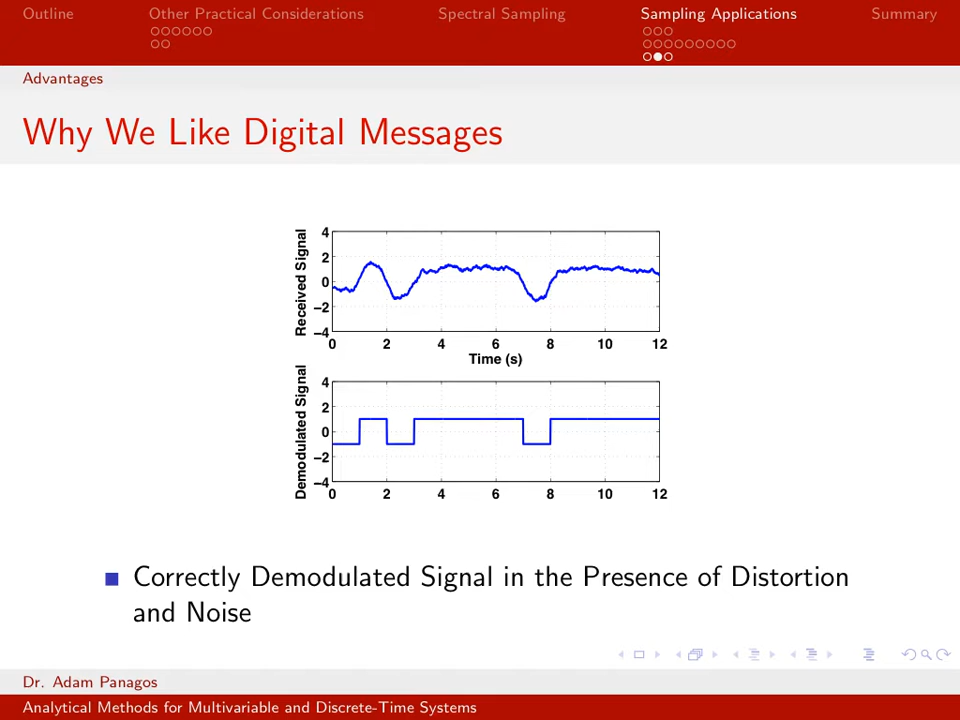 Outline Other Practical Considerations Spectral Sampling Sampling Applications Summary
Advantages
Why We Like Digital Messages
Received Signal
4
2
0
−2
−4
0 2 4 6 8 10 12
Time (s)
Demodulated Signal
4
2
0
−2
−4
0 2 4 6 8 10 12
Correctly Demodulated Signal in the Presence of Distortion
and Noise
Dr. Adam Panagos
Analytical Methods for Multivariable and Discrete-Time Systems